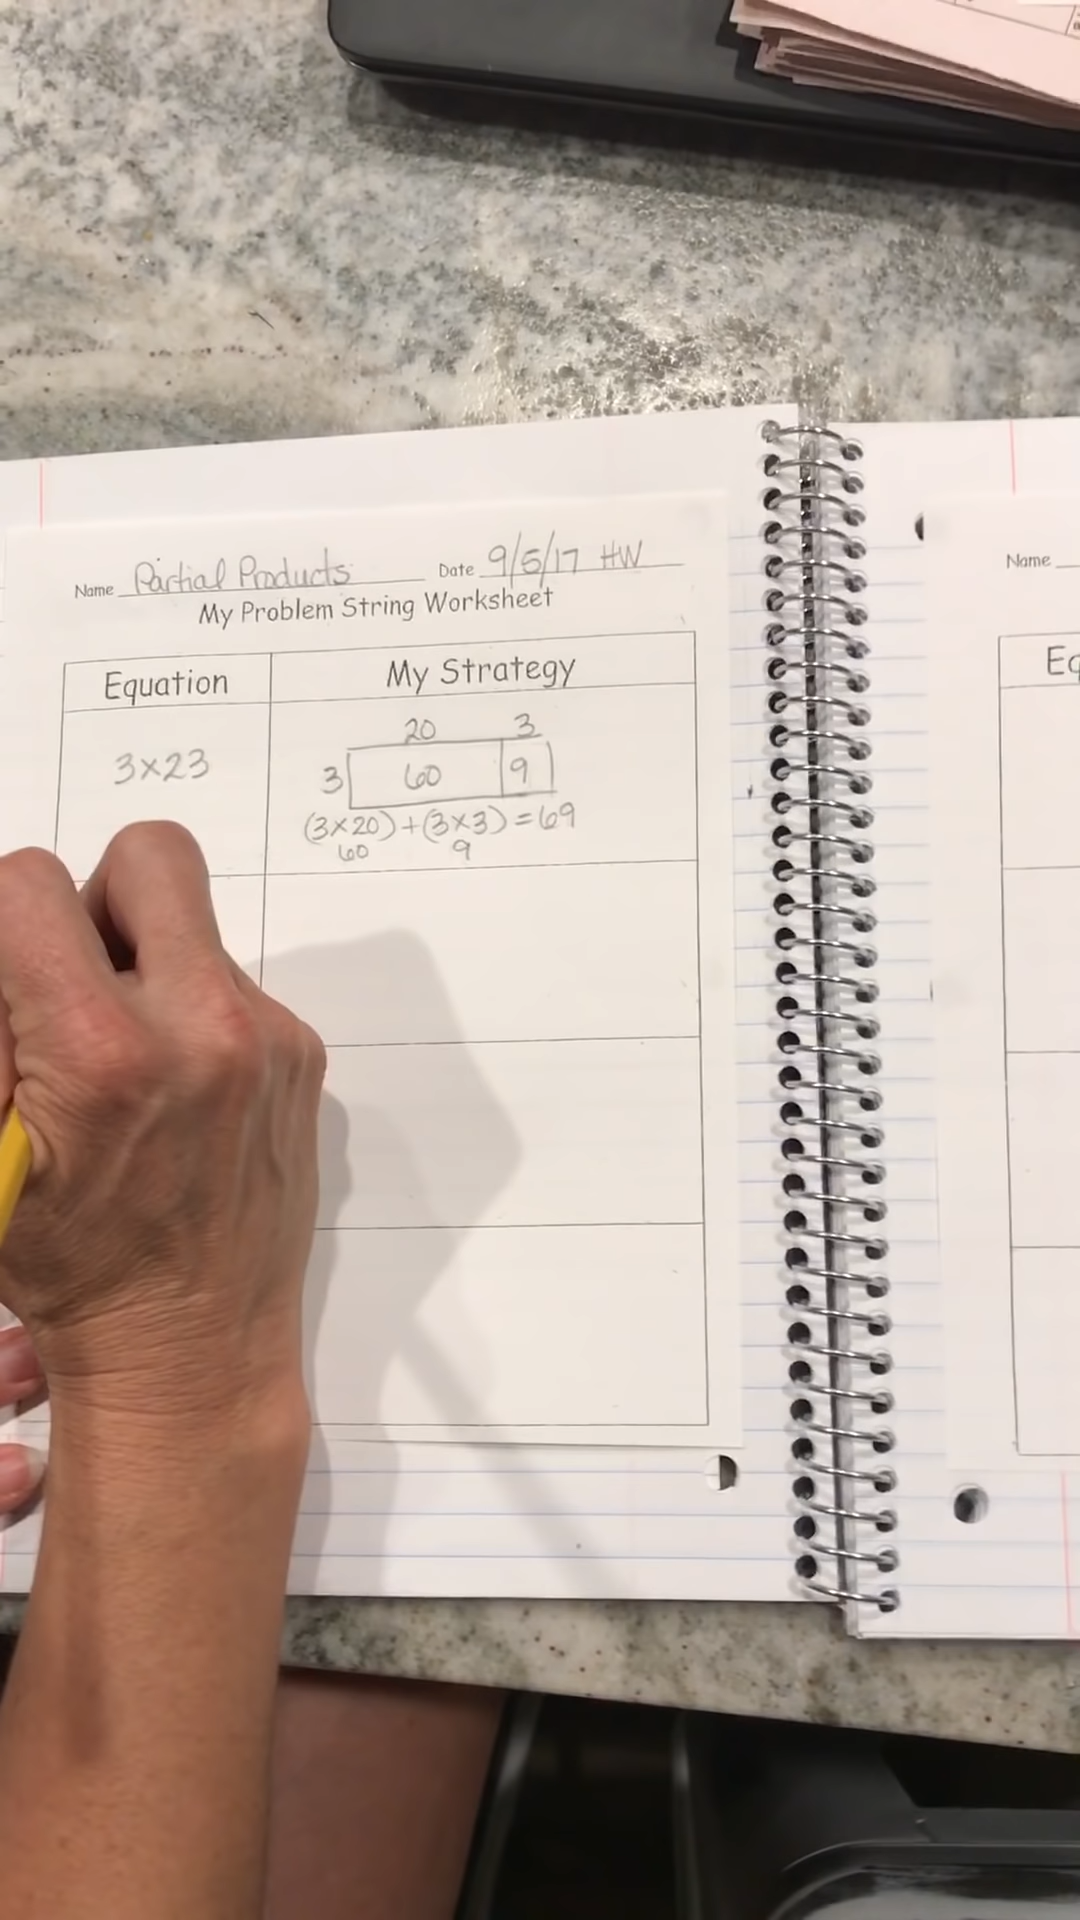 Name Partial Products Date 9/5/17 HW
My Problem String Worksheet
Equation My Strategy
3×23
20 3
3 60 9
(3×20)+(3×3)=69
60 9
Name